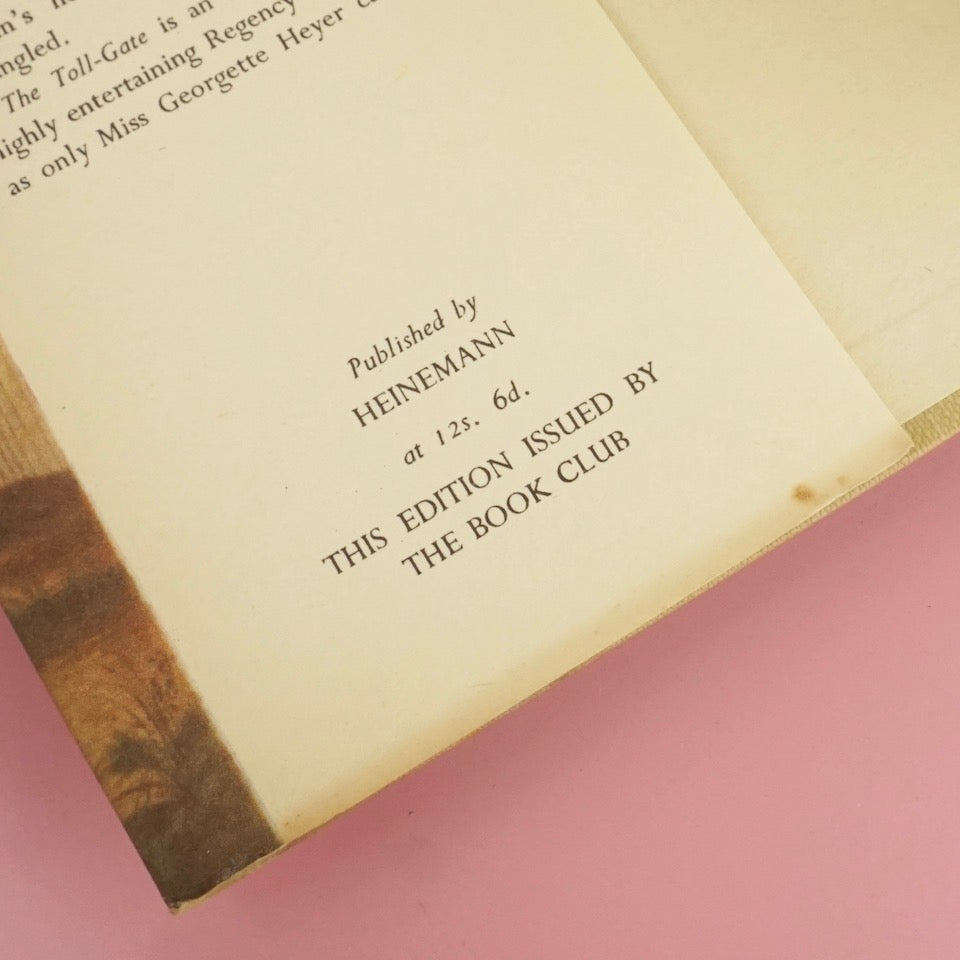 n's
ngled.
The Toll-Gate is an
highly entertaining Regency
as only Miss Georgette Heyer
Published by
HEINEMANN
at 12s. 6d.
THIS EDITION ISSUED BY
THE BOOK CLUB